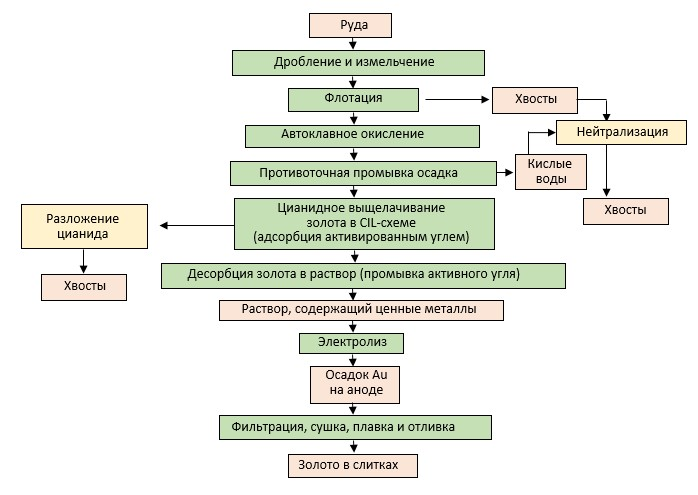 Руда
Дробление и измельчение
Флотация
Хвосты
Нейтрализация
Автоклавное окисление
Противоточная промывка осадка
Кислые
воды
Хвосты
Цианидное выщелачивание
золота в CIL-схеме
(адсорбция активированным углем)
Разложение
цианида
Хвосты
Десорбция золота в раствор (промывка активного угля)
Раствор, содержащий ценные металлы
Электролиз
Осадок Au
на аноде
Фильтрация, сушка, плавка и отливка
Золото в слитках